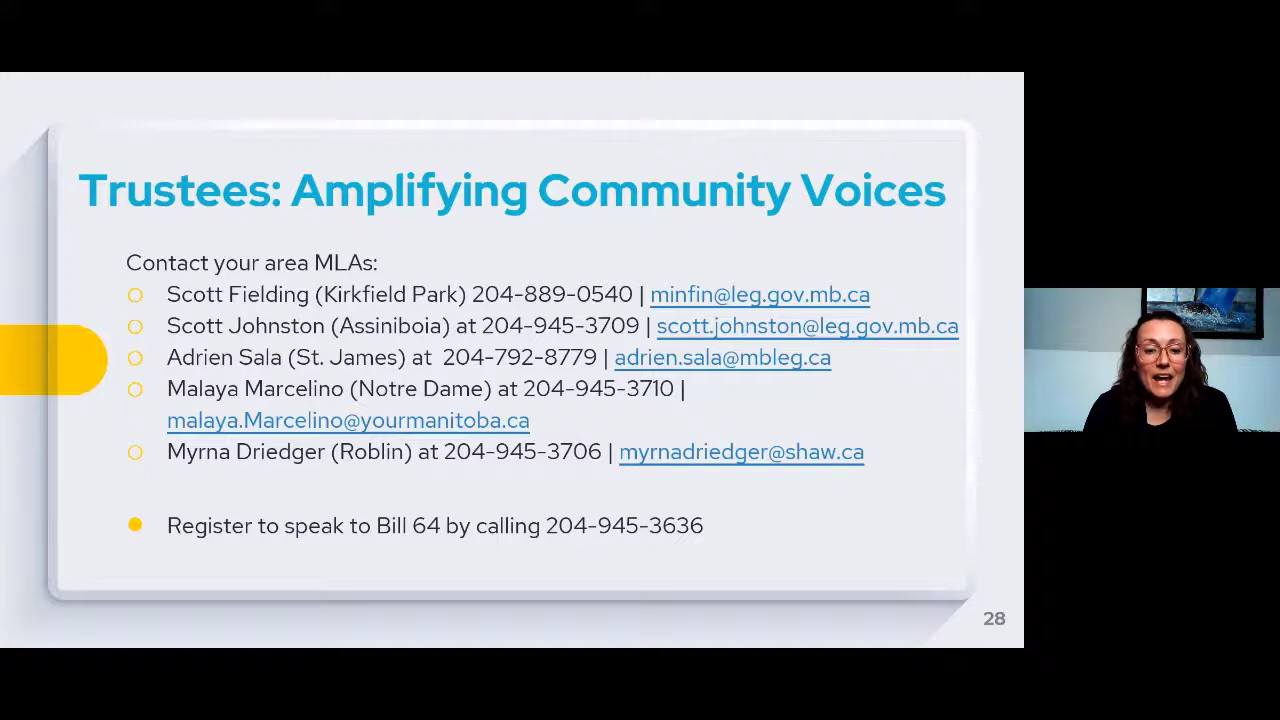 Trustees: Amplifying Community Voices
Contact your area MLAs:
Scott Fielding (Kirkfield Park) 204-889-0540 | minfin@leg.gov.mb.ca
Scott Johnston (Assiniboia) at 204-945-3709 | scott.johnston@leg.gov.mb.ca
Adrien Sala (St. James) at 204-792-8779 | adrien.sala@mbleg.ca
Malaya Marcelino (Notre Dame) at 204-945-3710 |
malaya.Marcelino@yourmanitoba.ca
Myrna Driedger (Roblin) at 204-945-3706 | myrnadriedger@shaw.ca
Register to speak to Bill 64 by calling 204-945-3636
28